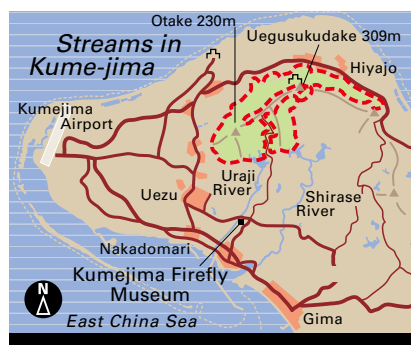 Otake 230m
Uegusukudake 309m
Streams in
Kume-jima
Hiyajo
Kumejima
Airport
Uraji
River
Uezu
Shirase
River
Nakadomari
Kumejima Firefly
Museum
N
East China Sea
Gima